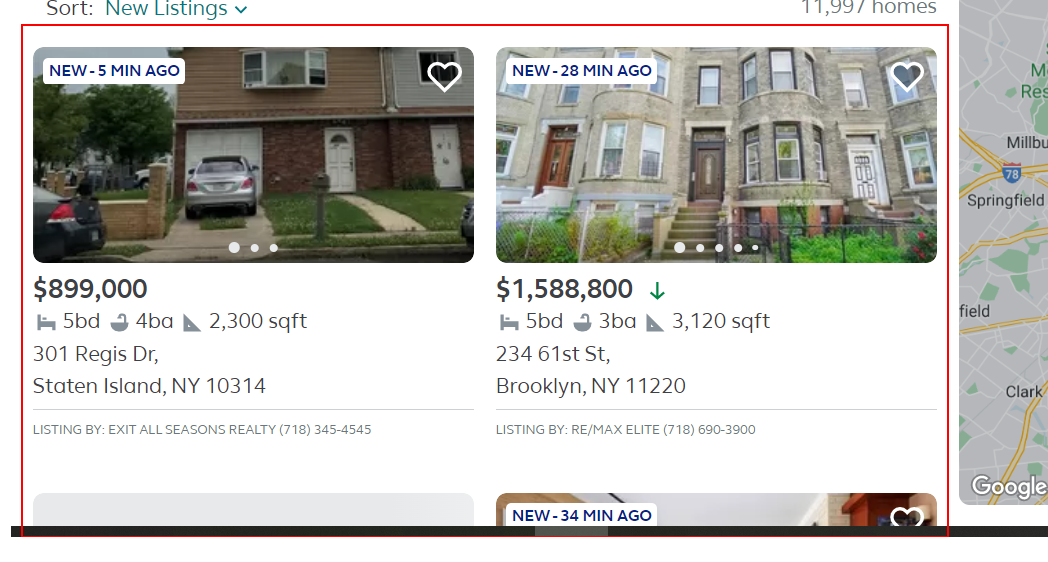 Sort: New Listings
11,997 homes
NEW - 5 MIN AGO
$899,000
5bd 4ba 2,300 sqft
301 Regis Dr,
Staten Island, NY 10314
LISTING BY: EXIT ALL SEASONS REALTY (718) 345-4545
NEW - 28 MIN AGO
$1,588,800
5bd 3ba 3,120 sqft
234 61st St,
Brooklyn, NY 11220
LISTING BY: RE/MAX ELITE (718) 690-3900
NEW - 34 MIN AGO
Millbu
78
Springfield
field
Clark
Google